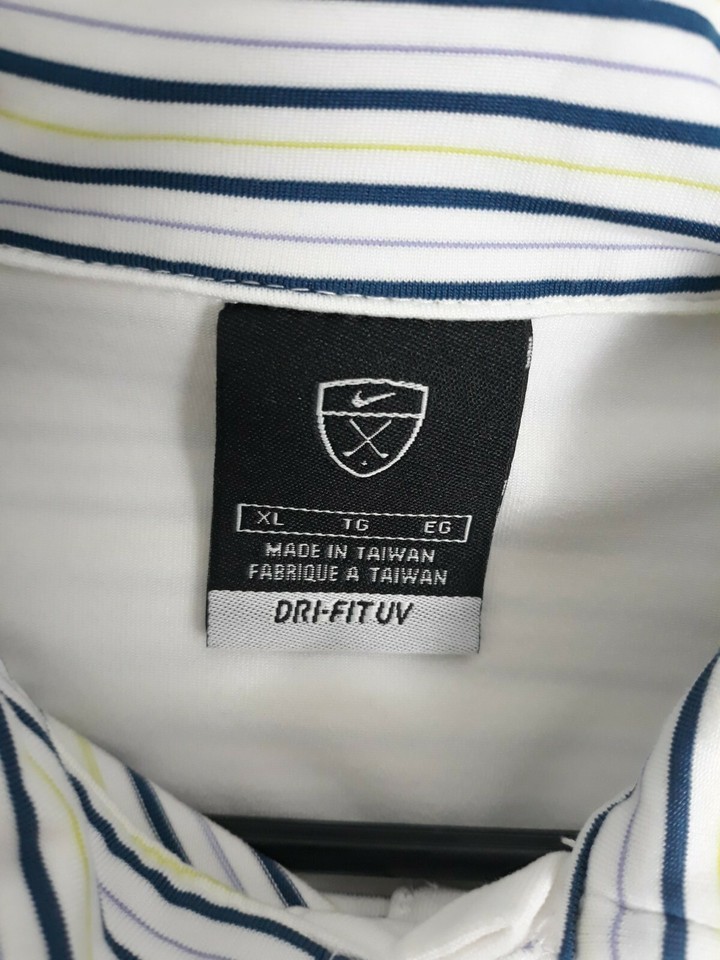 XL TG EG
MADE IN TAIWAN
FABRIQUE A TAIWAN
DRI-FIT UV